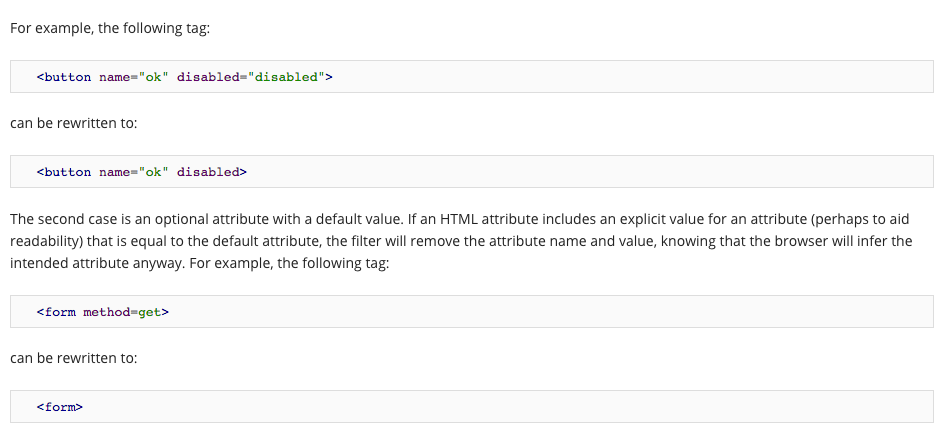 For example, the following tag:
<button name="ok" disabled="disabled">
can be rewritten to:
<button name="ok" disabled>
The second case is an optional attribute with a default value. If an HTML attribute includes an explicit value for an attribute (perhaps to aid
readability) that is equal to the default attribute, the filter will remove the attribute name and value, knowing that the browser will infer the
intended attribute anyway. For example, the following tag:
<form method=get>
can be rewritten to:
<form>